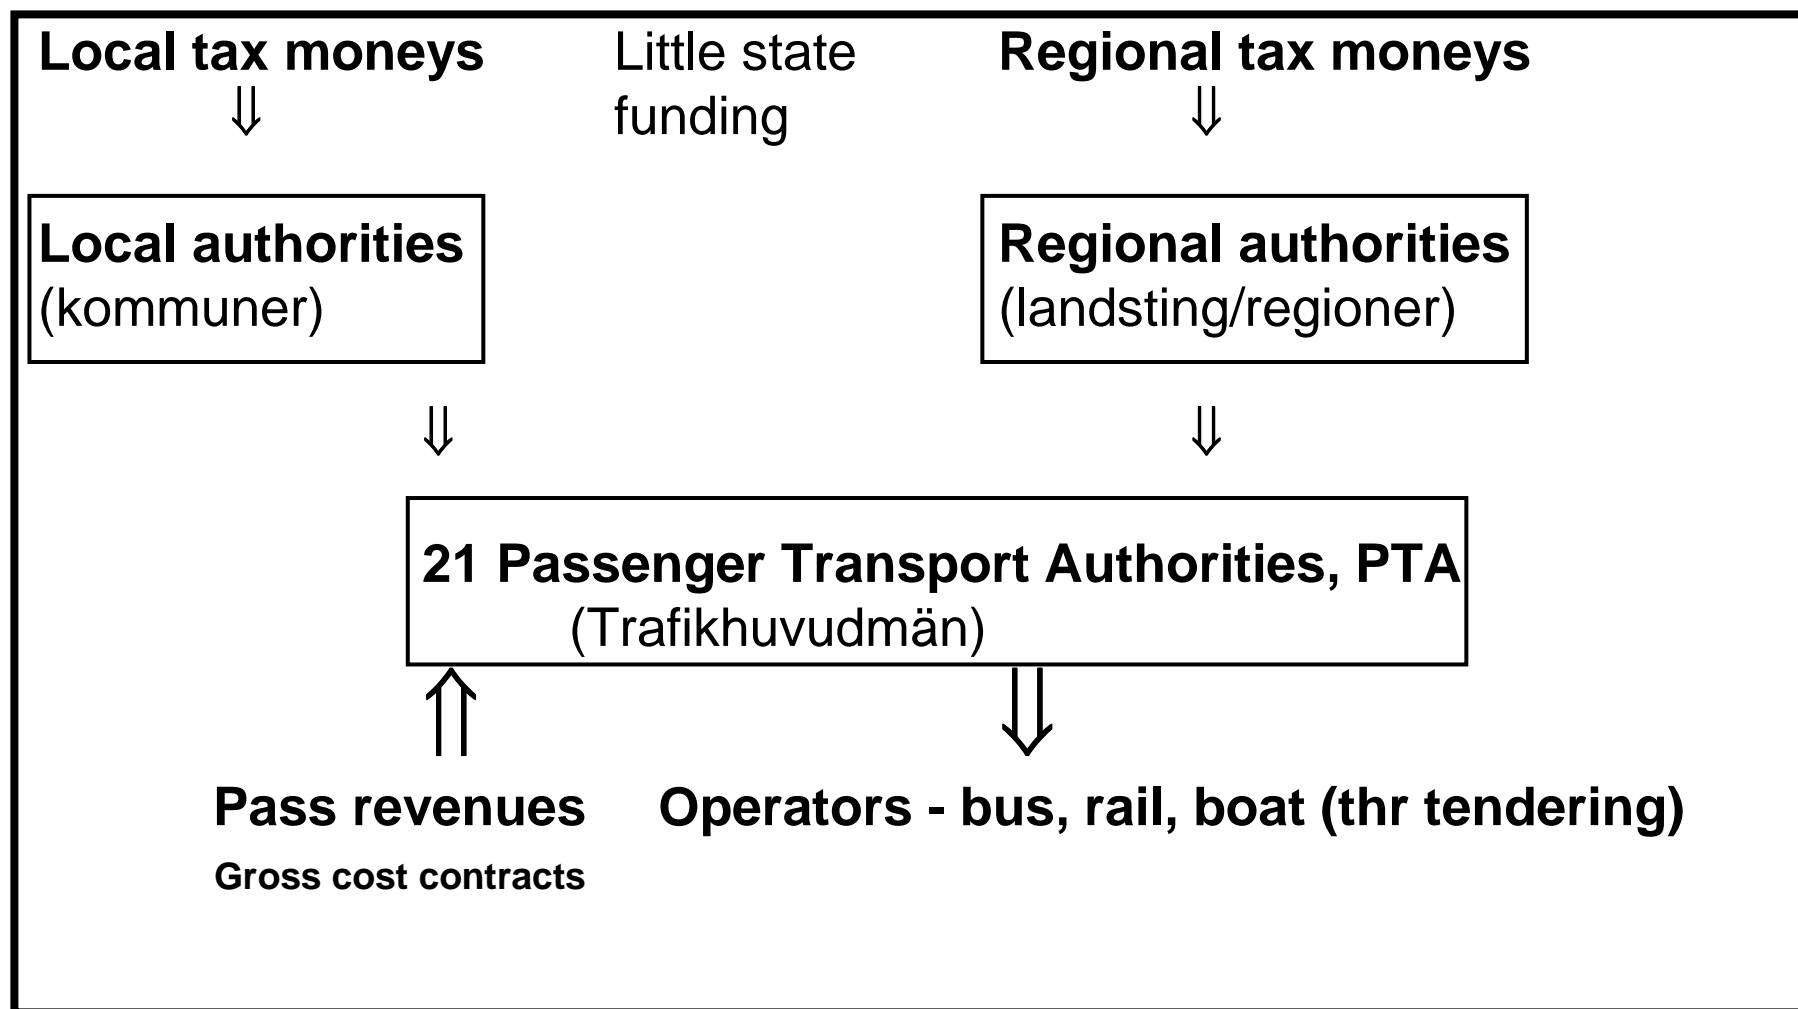 Local tax moneys
Little state
funding
Regional tax moneys
⇓
⇓
Local authorities
(kommuner)
Regional authorities
(landsting/regioner)
⇓
⇓
21 Passenger Transport Authorities, PTA
(Trafikhuvudmän)
⇑
⇓
Pass revenues
Operators - bus, rail, boat (thr tendering)
Gross cost contracts